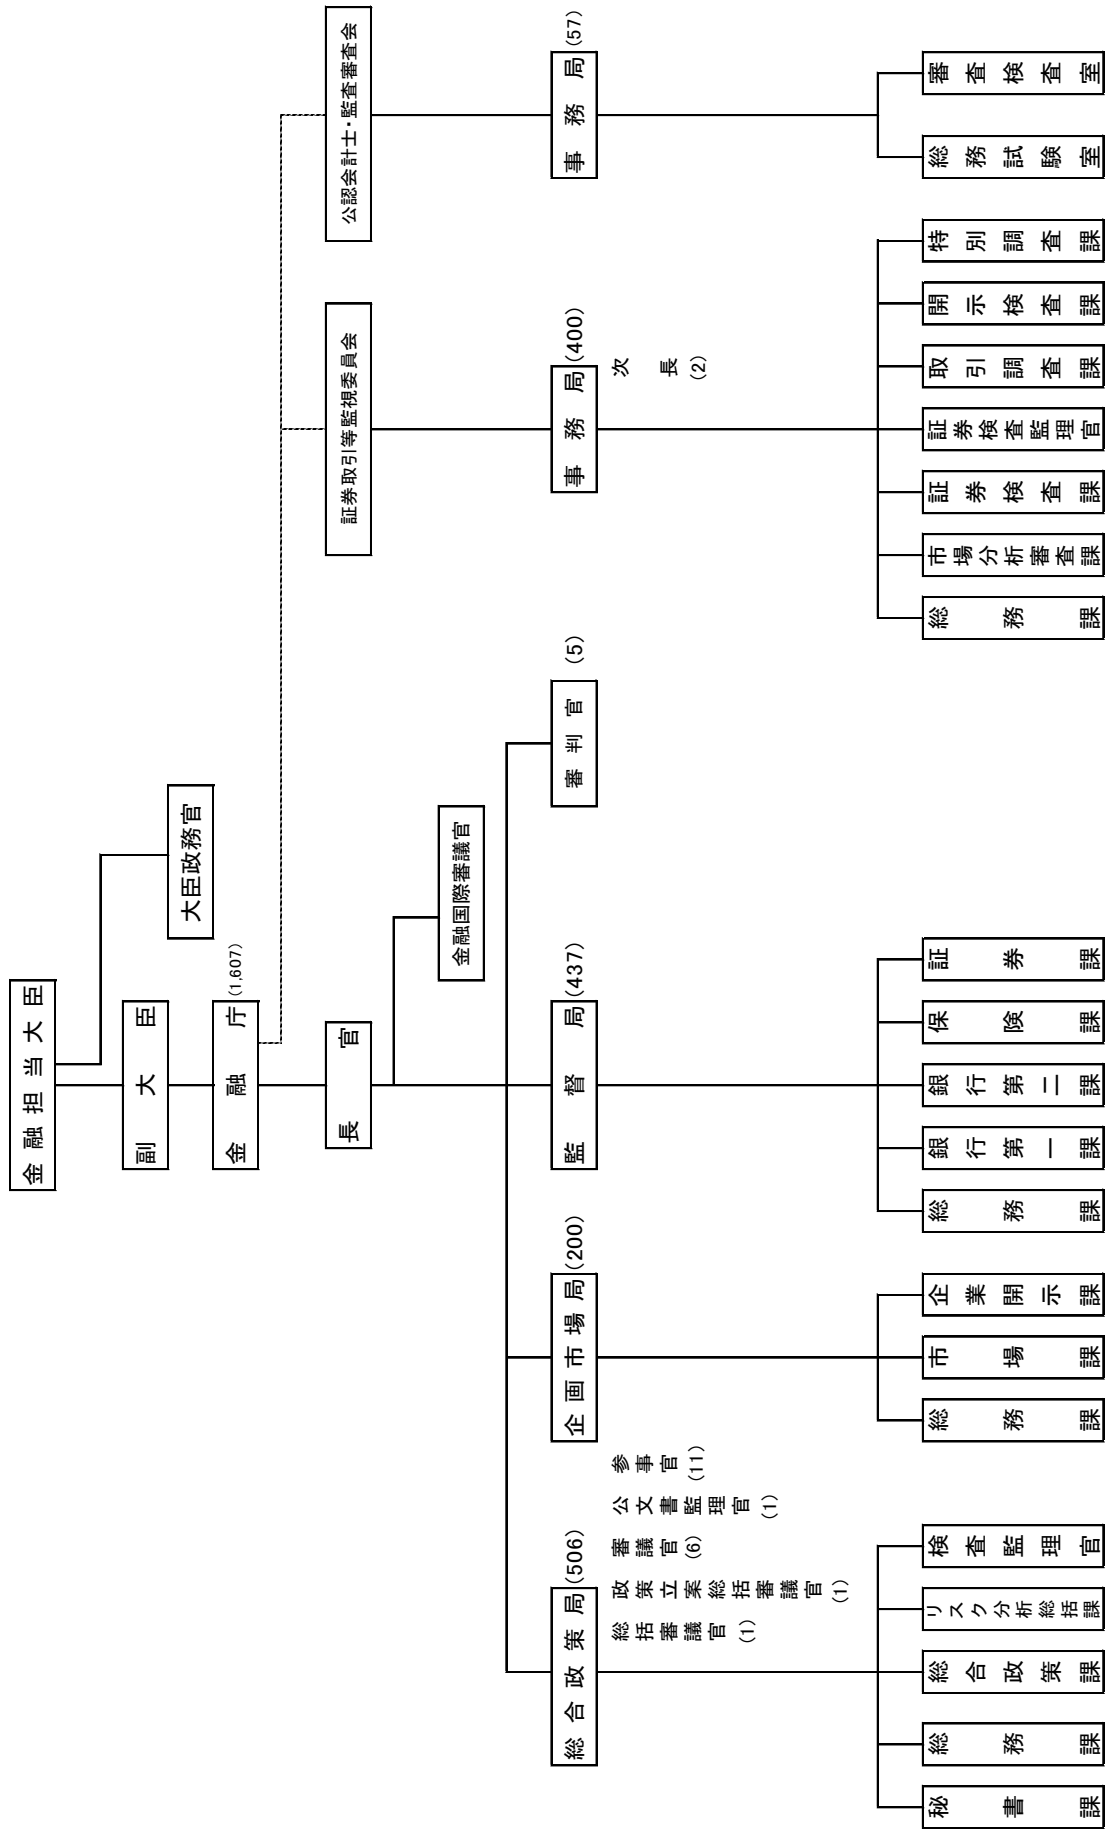 金融担当大臣
副大臣
大臣政務官
金融庁(1,607)
長官
金融国際審議官
証券取引等監視委員会
公認会計士・監査審査会
総合政策局(506)
総括審議官(1)
政策立案総括審議官(1)
審議官(6)
公文書監理官(1)
参事官(11)
企画市場局(200)
監督局(437)
審判官(5)
事務局(400)
次長(2)
事務局(57)
秘書課
総務課
総合政策課
リスク分析総括課
検査監理官
総務課
市場課
企業開示課
総務課
銀行第一課
銀行第二課
保険課
証券課
総務課
市場分析審査課
証券検査課
証券検査監理官
取引調査課
開示検査課
特別調査課
総務試験室
審査検査室